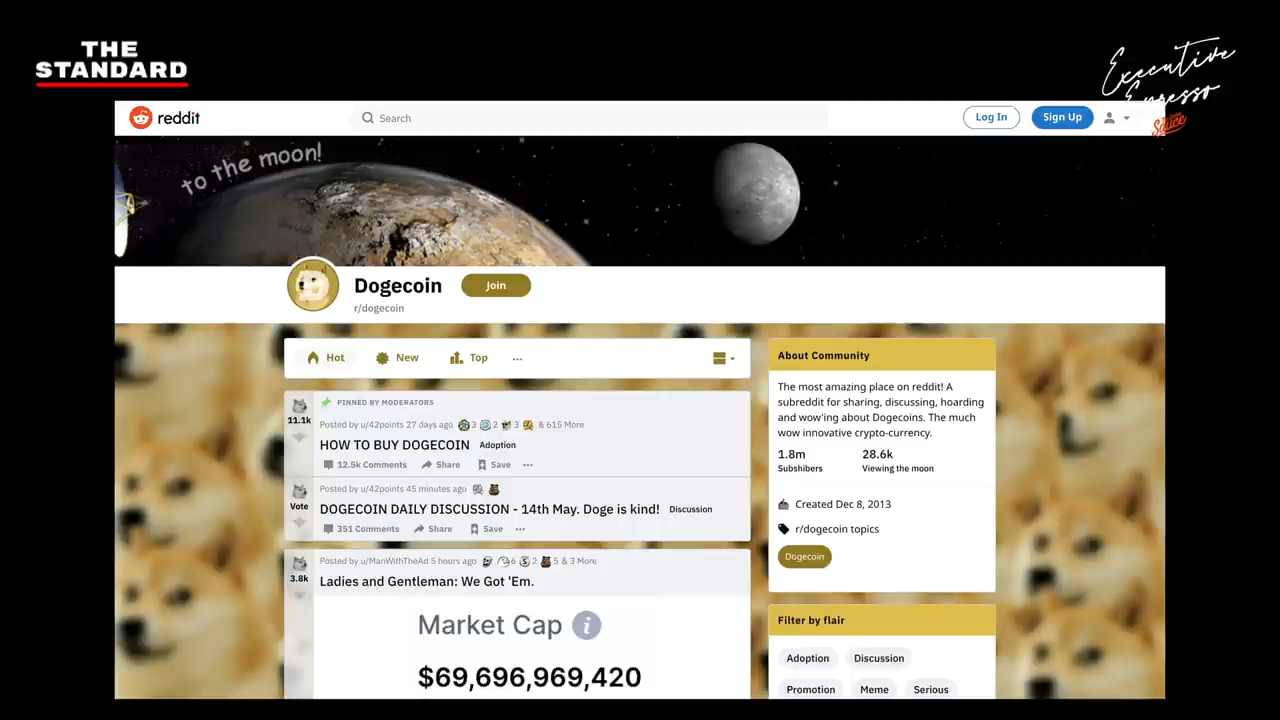 THE
STANDARD
Executive
Espresso
reddit
Search
Log In
Sign Up
to the moon!
Dogecoin
Join
r/dogecoin
Hot
New
Top
...
PINNED BY MODERATORS
11.1k
Posted by u/42points 27 days ago 3 2 3 & 615 More
HOW TO BUY DOGECOIN Adoption
12.5k Comments Share Save ...
Posted by u/42points 45 minutes ago
Vote
DOGECOIN DAILY DISCUSSION - 14th May. Doge is kind! Discussion
351 Comments Share Save ...
Posted by u/ManWithTheAd 5 hours ago 6 2 5 & 3 More
3.8k
Ladies and Gentleman: We Got 'Em.
Market Cap i
$69,696,969,420
About Community
The most amazing place on reddit! A
subreddit for sharing, discussing, hoarding
and wow'ing about Dogecoins. The much
wow innovative crypto-currency.
1.8m 28.6k
Subshibers Viewing the moon
Created Dec 8, 2013
r/dogecoin topics
Dogecoin
Filter by flair
Adoption Discussion
Promotion Meme Serious